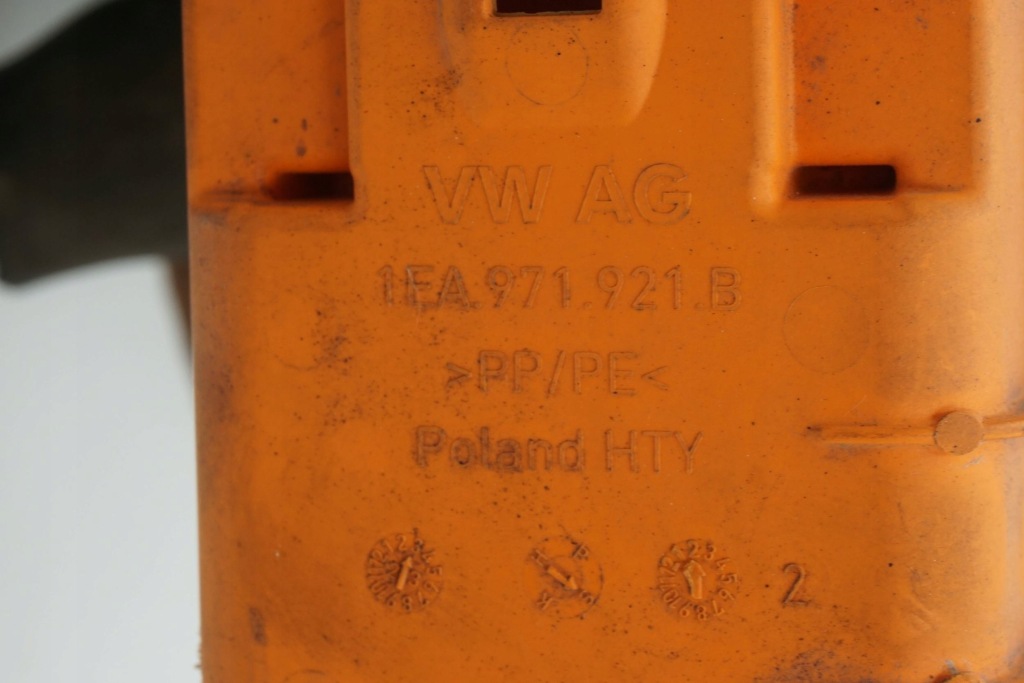 VW AG
1EA.971.921.B
>PP/PE<
Poland HTY
2